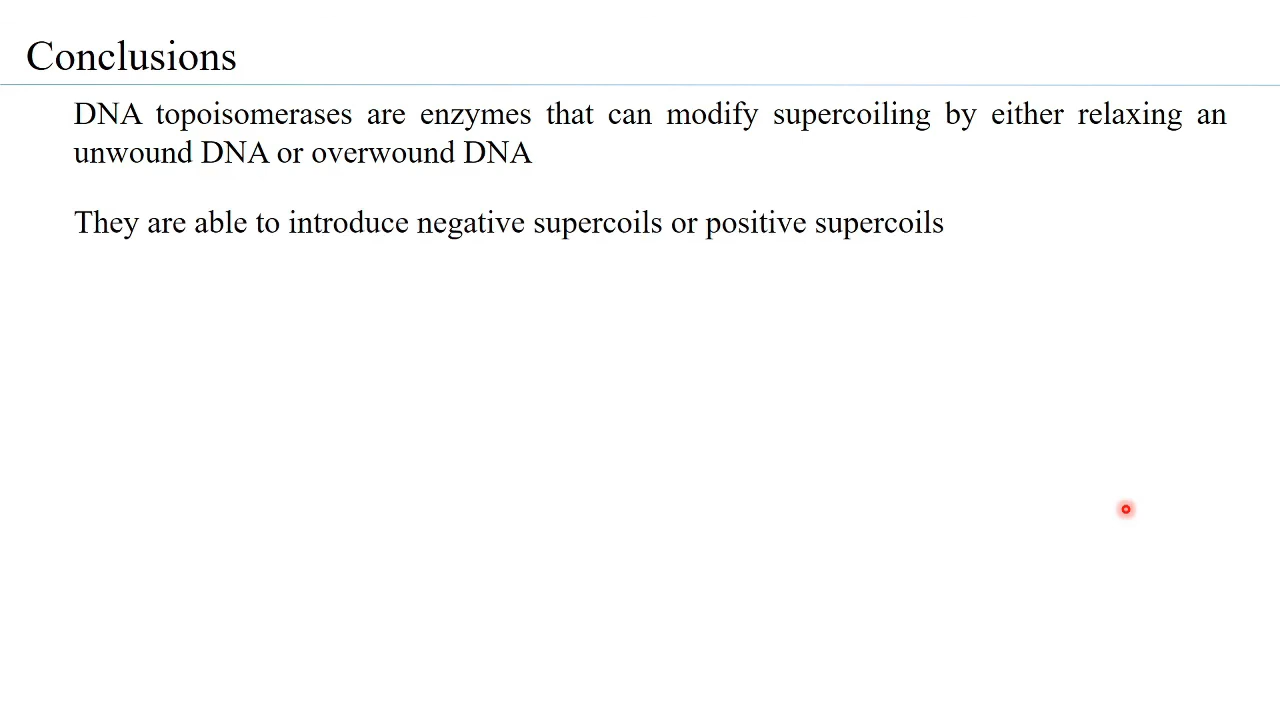 Conclusions
DNA topoisomerases are enzymes that can modify supercoiling by either relaxing an
unwound DNA or overwound DNA
They are able to introduce negative supercoils or positive supercoils